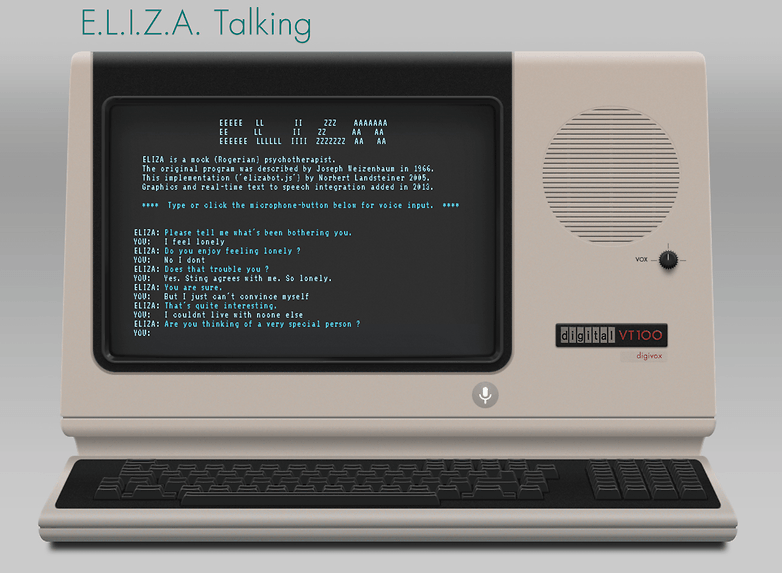 E.L.I.Z.A. Talking
EEEEE LL II ZZZ AAAAAAA
EE LL II ZZ AA AA
EEEEEE LLLLLL IIII ZZZZZZZ AA AA
ELIZA is a mock (Rogerian) psychotherapist.
The original program was described by Joseph Weizenbaum in 1966.
This implementation ('elizabot.js') by Norbert Landsteiner 2005.
Graphics and real-time text to speech integration added in 2013.
**** Type or click the microphone-button below for voice input. ****
ELIZA: Please tell me what's been bothering you.
YOU: I feel lonely
ELIZA: Do you enjoy feeling lonely ?
YOU: No I dont
ELIZA: Does that trouble you ?
YOU: Yes. Sting agrees with me. So lonely.
ELIZA: You are sure.
YOU: But I just can't convince myself
ELIZA: That's quite interesting.
YOU: I couldnt live with noone else
ELIZA: Are you thinking of a very special person ?
YOU:
VOX
digital VT100
digivox